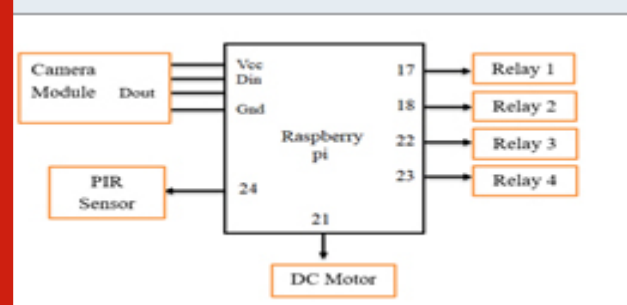 Camera
Module Dout
Vcc
Din
Gnd
Raspberry
pi
17
18
22
23
24
21
Relay 1
Relay 2
Relay 3
Relay 4
PIR
Sensor
DC Motor